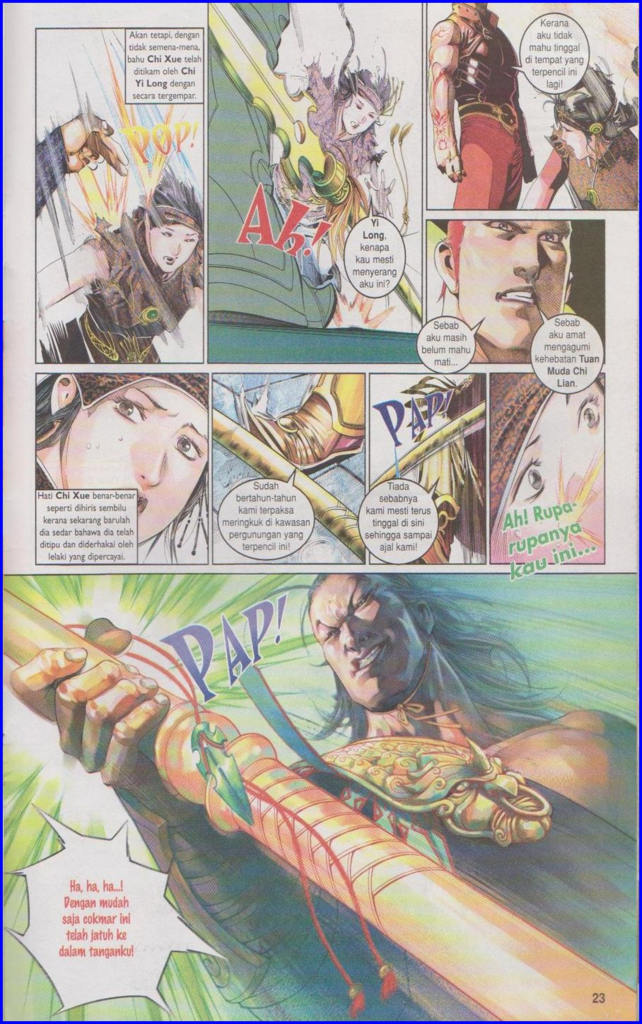 Akan tetapi, dengan
tidak semena-mena,
bahu Chi Xue telah
ditikam oleh Chi
Yi Long dengan
secara tergempar.
POP!
Ah!
Yi
Long,
kenapa
kau mesti
menyerang
aku ini?
Kerana
aku tidak
mahu tinggal
di tempat yang
terpencil ini
lagi!
Sebab
aku masih
belum mahu
mati...
Sebab
aku amat
mengagumi
kehebatan Tuan
Muda Chi
Lian.
Hati Chi Xue benar-benar
seperti dihiris sembilu
kerana sekarang barulah
dia sedar bahawa dia telah
ditipu dan diderhakai oleh
lelaki yang dipercayai.
Sudah
bertahun-tahun
kami terpaksa
meringkuk di kawasan
pergunungan yang
terpencil ini!
PAP!
Tiada
sebabnya
kami mesti terus
tinggal di sini
sehingga sampai
ajal kami!
Ah! Rupa-
rupanya
kau ini...
PAP!
Ha, ha, ha...!
Dengan mudah
saja cokmar ini
telah jatuh ke
dalam tanganku!
23